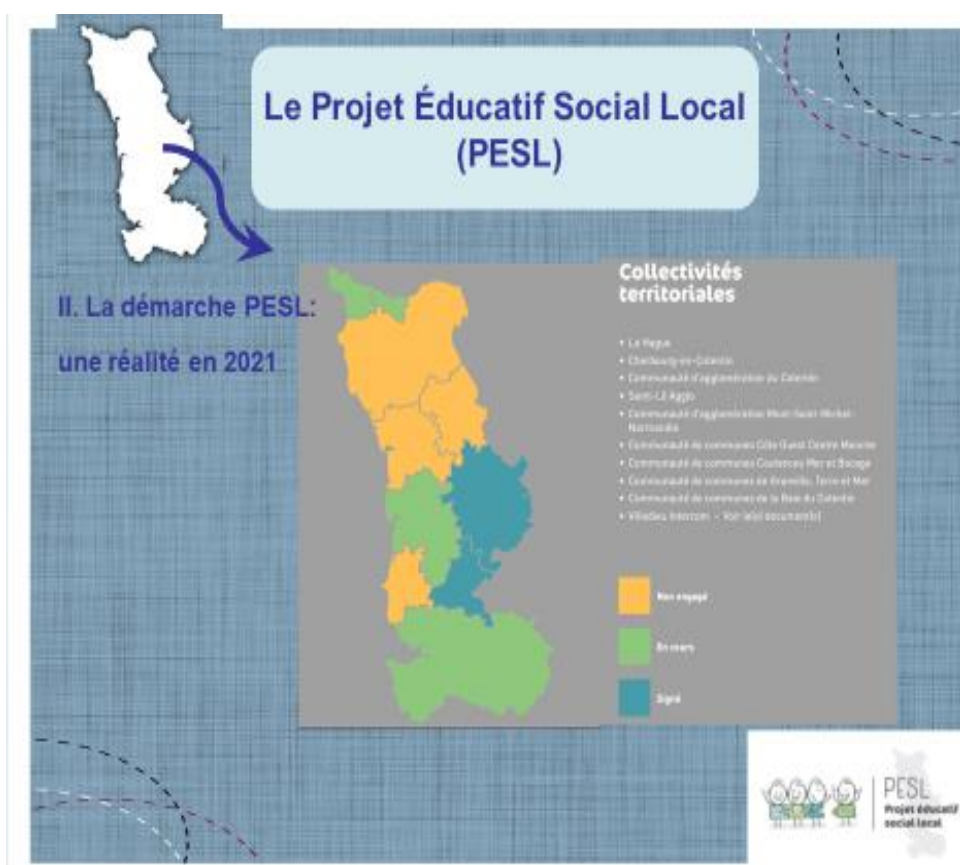 Le Projet Éducatif Social Local
(PESL)
II. La démarche PESL:
une réalité en 2021
Collectivités
territoriales
• La Hague
• Cherbourg-en-Cotentin
• Communauté d'agglomération du Cotentin
• Saint-Lô Agglo
• Communauté d'agglomération Mont-Saint-Michel-
Normandie
• Communauté de communes Côte Ouest Centre Manche
• Communauté de communes Coutances Mer et Bocage
• Communauté de communes de Granville, Terre et Mer
• Communauté de communes de la Baie du Cotentin
• Villedieu Intercom - Voir le(s) document(s)
Non engagé
En cours
Signé
PESL
Projet éducatif
social local